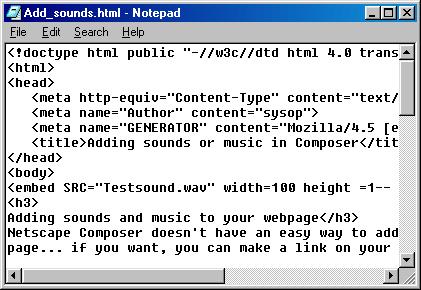 Add_sounds.html - Notepad
File Edit Search Help
<!doctype html public "-//w3c//dtd html 4.0 trans
<html>
<head>
<meta http-equiv="Content-Type" content="text/
<meta name="Author" content="sysop">
<meta name="GENERATOR" content="Mozilla/4.5 [e
<title>Adding sounds or music in Composer</tit
</head>
<body>
<embed SRC="Testsound.wav" width=100 height =1--
<h3>
Adding sounds and music to your webpage</h3>
Netscape Composer doesn't have an easy way to add
page... if you want, you can make a link on your